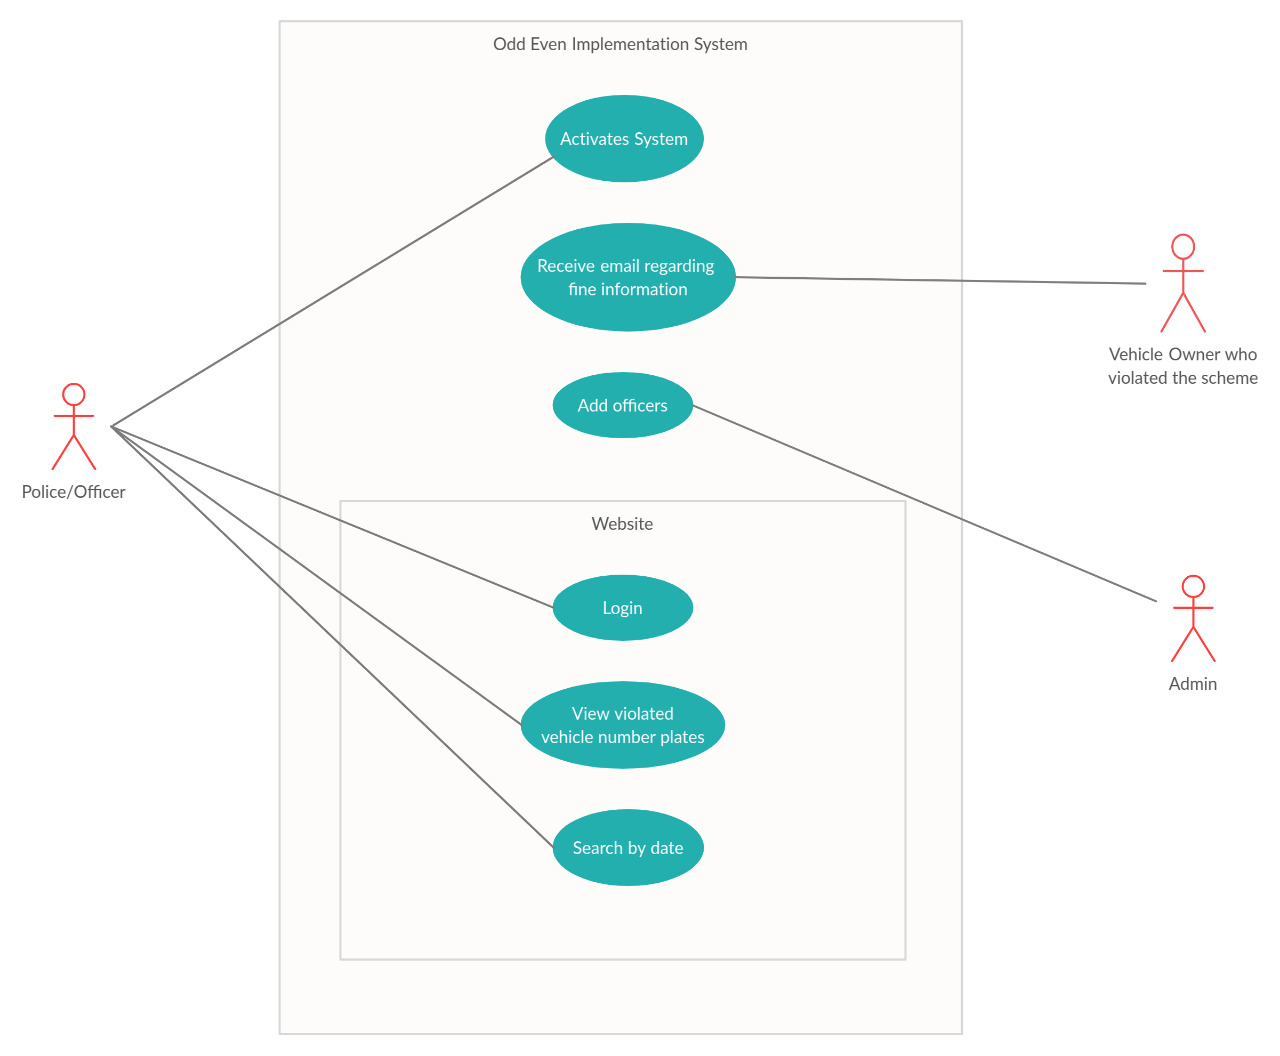 Odd Even Implementation System
Activates System
Receive email regarding
fine information
Vehicle Owner who
violated the scheme
Add officers
Police/Officer
Website
Login
Admin
View violated
vehicle number plates
Search by date